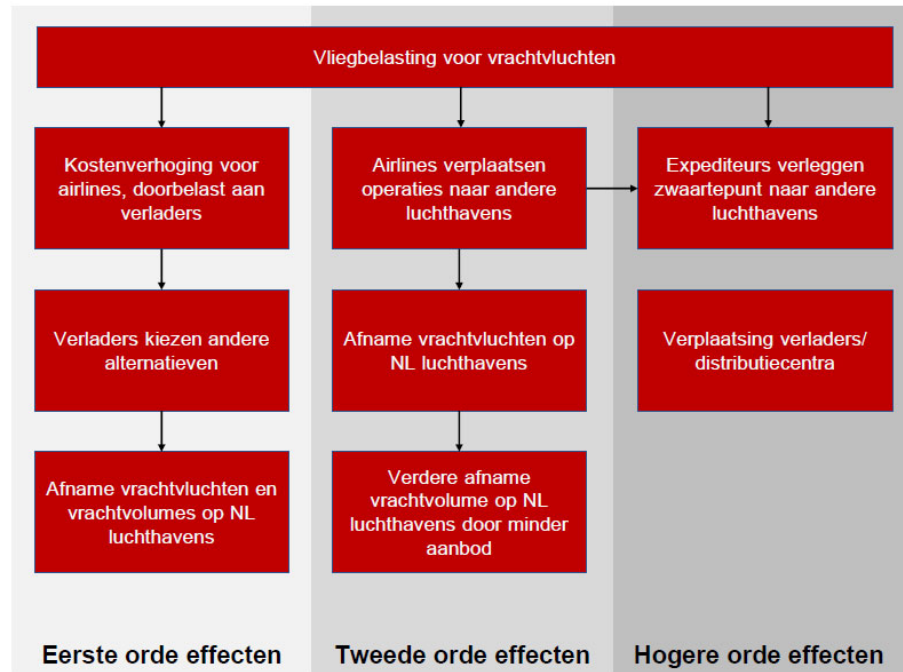 Vliegbelasting voor vrachtvluchten
Kostenverhoging voor
airlines, doorbelast aan
verladers
Airlines verplaatsen
operaties naar andere
luchthavens
Expediteurs verleggen
zwaartepunt naar andere
luchthavens
Verladers kiezen andere
alternatieven
Afname vrachtvluchten op
NL luchthavens
Verplaatsing verladers/
distributiecentra
Afname vrachtvluchten en
vrachtvolumes op NL
luchthavens
Verdere afname
vrachtvolume op NL
luchthavens door minder
aanbod
Eerste orde effecten
Tweede orde effecten
Hogere orde effecten